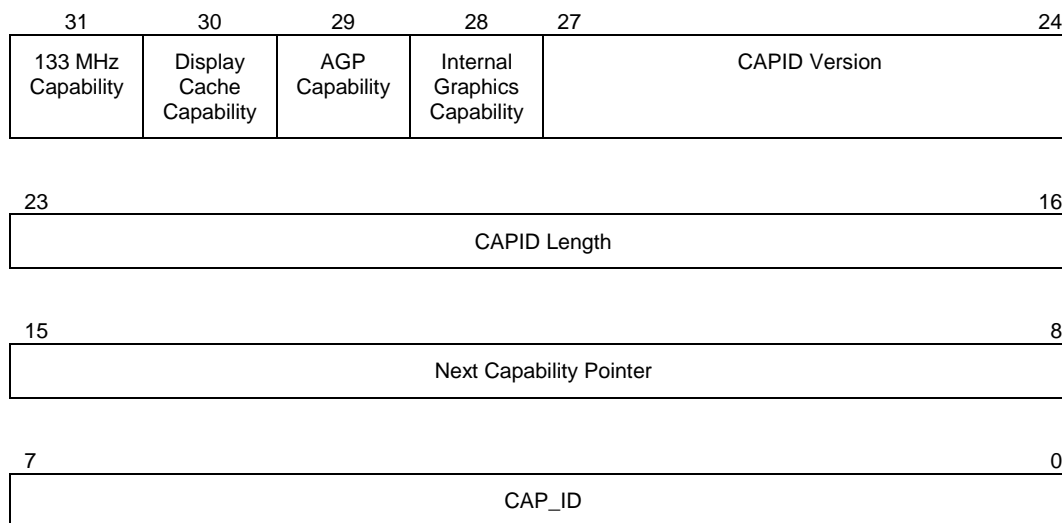 31 30 29 28 27 24
133 MHz Capability
Display Cache Capability
AGP Capability
Internal Graphics Capability
CAPID Version
23 16
CAPID Length
15 8
Next Capability Pointer
7 0
CAP_ID